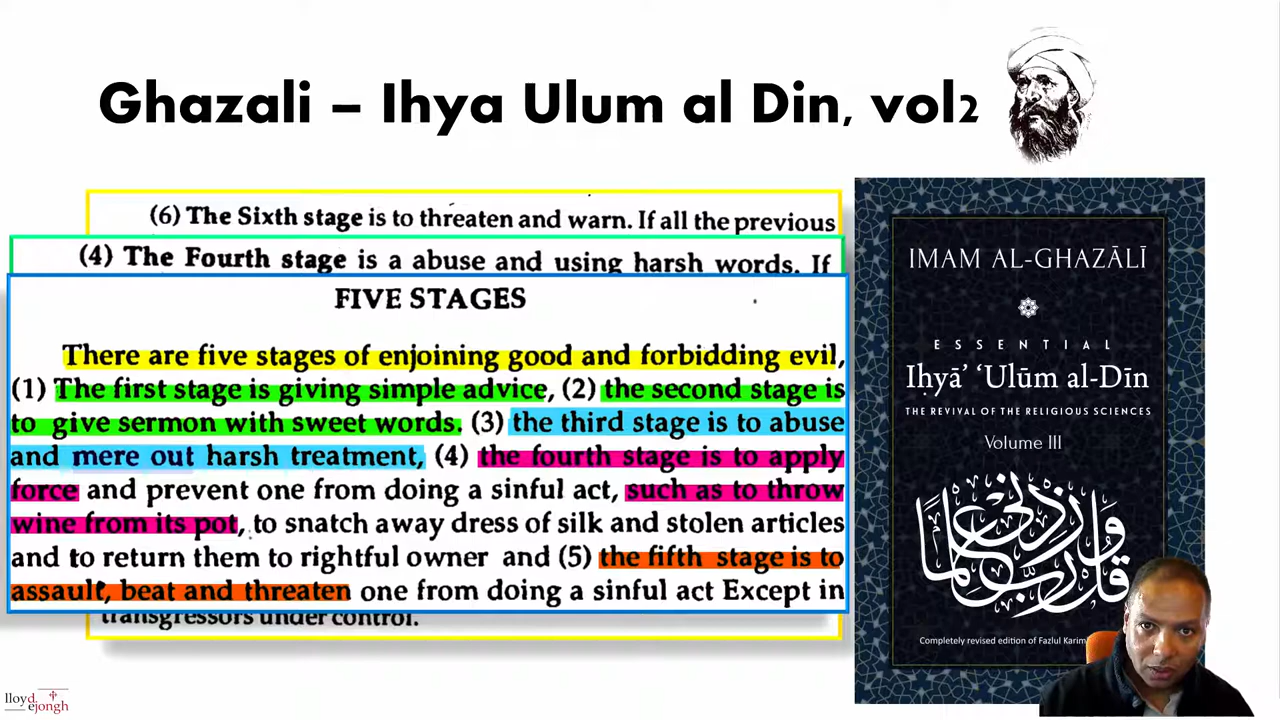 Ghazali – Ihya Ulum al Din, vol2
(6) The Sixth stage is to threaten and warn. If all the previous
(4) The Fourth stage is a abuse and using harsh words. If
FIVE STAGES
There are five stages of enjoining good and forbidding evil,
(1) The first stage is giving simple advice, (2) the second stage is
to give sermon with sweet words. (3) the third stage is to abuse
and mere out harsh treatment, (4) the fourth stage is to apply
force and prevent one from doing a sinful act, such as to throw
wine from its pot, to snatch away dress of silk and stolen articles
and to return them to rightful owner and (5) the fifth stage is to
assault, beat and threaten one from doing a sinful act Except in
transgressors under control.
IMAM AL-GHAZĀLĪ
ESSENTIAL
Iḥyā’ ‘Ulūm al-Dīn
THE REVIVAL OF THE RELIGIOUS SCIENCES
Volume III
وقل رب زدني علما
Completely revised edition of Fazlul Karim
lloyd
ejongh